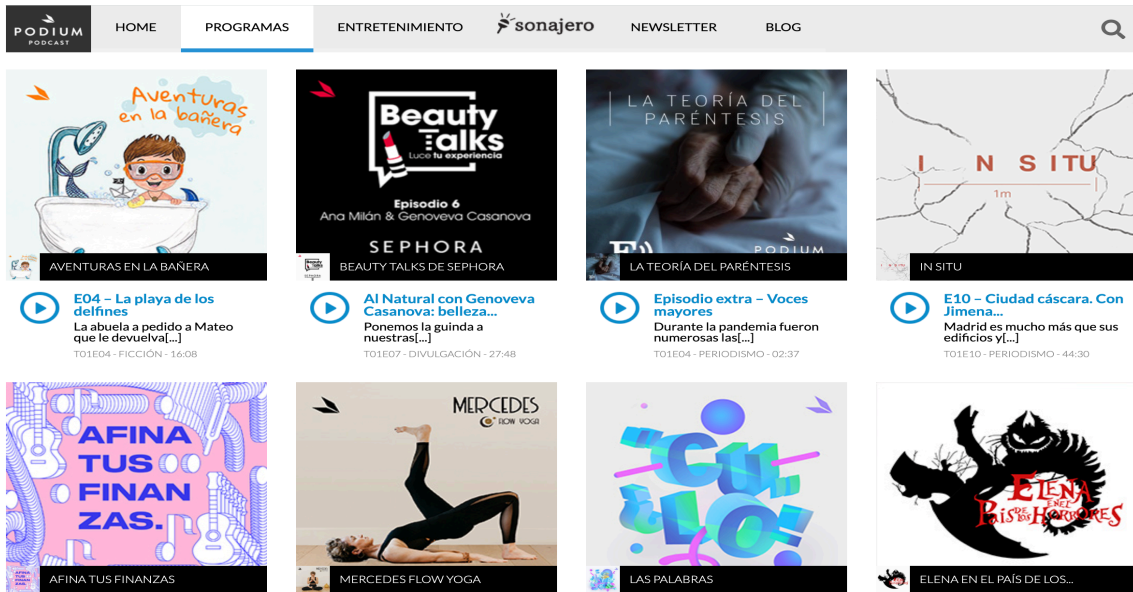 PODIUM
PODCAST
HOME
PROGRAMAS
ENTRETENIMIENTO
sonajero
NEWSLETTER
BLOG
Aventuras
en la bañera
AVENTURAS EN LA BAÑERA
E04 – La playa de los
delfines
La abuela a pedido a Mateo
que le devuelva[...]
T01E04 - FICCIÓN - 16:08
Beauty
Talks
Luce tu experiencia
Episodio 6
Ana Milán & Genoveva Casanova
SEPHORA
BEAUTY TALKS DE SEPHORA
Al Natural con Genoveva
Casanova: belleza...
Ponemos la guinda a
nuestras[...]
T01E07 - DIVULGACIÓN - 27:48
LA TEORÍA DEL
PARÉNTESIS
PODIUM
LA TEORÍA DEL PARÉNTESIS
Episodio extra – Voces
mayores
Durante la pandemia fueron
numerosas las[...]
T01E04 - PERIODISMO - 02:37
IN SITU
1m
IN SITU
E10 – Ciudad cáscara. Con
Jimena...
Madrid es mucho más que sus
edificios y[...]
T01E10 - PERIODISMO - 44:30
AFINA
TUS
FINAN
ZAS.
AFINA TUS FINANZAS
MERCEDES
FLOW YOGA
MERCEDES FLOW YOGA
"CU
LO!
LAS PALABRAS
ELENA
EN EL
PAÍS DE LOS HORRORES
ELENA EN EL PAÍS DE LOS...